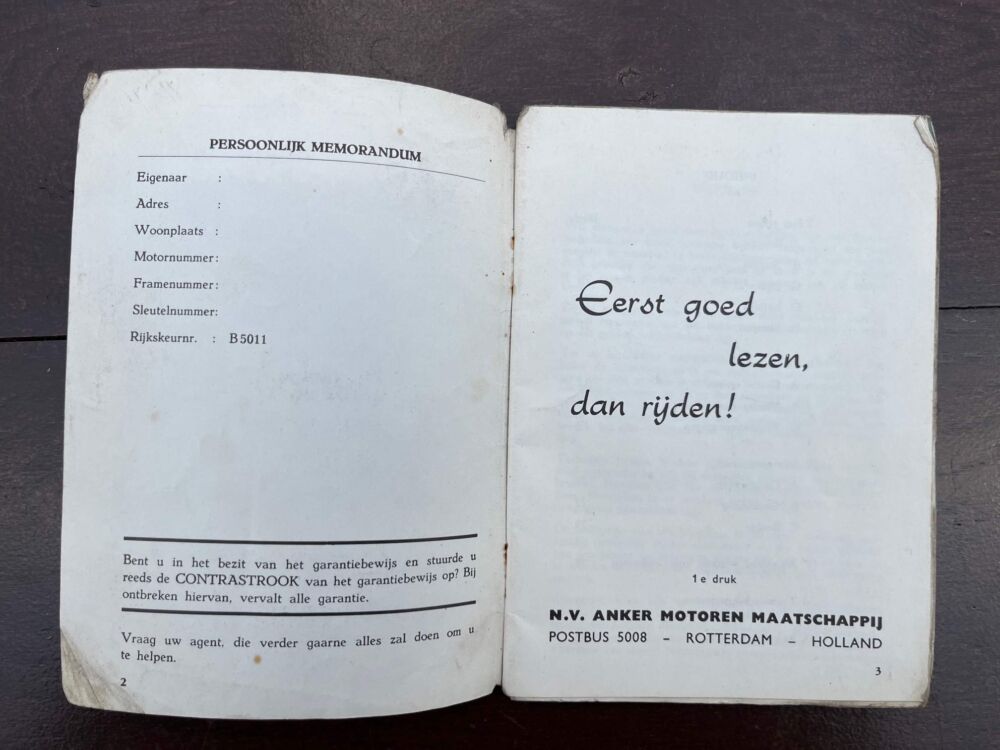 PERSOONLIJK MEMORANDUM
Eigenaar :
Adres :
Woonplaats :
Motornummer:
Framenummer:
Sleutelnummer:
Rijkskeurnr. : B 5011
Bent u in het bezit van het garantiebewijs en stuurde u
reeds de CONTRASTROOK van het garantiebewijs op? Bij
ontbreken hiervan, vervalt alle garantie.
Vraag uw agent, die verder gaarne alles zal doen om u
te helpen.
2
Eerst goed
lezen,
dan rijden!
1e druk
N.V. ANKER MOTOREN MAATSCHAPPIJ
POSTBUS 5008 – ROTTERDAM – HOLLAND
3